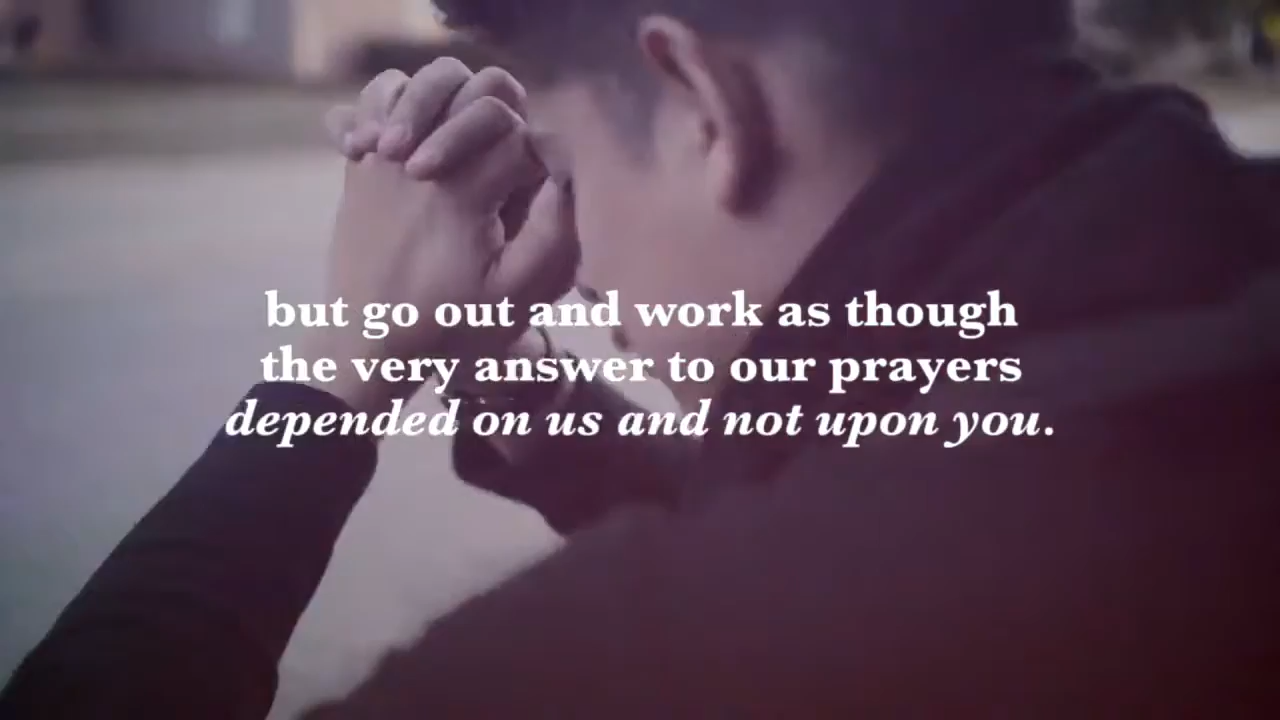 but go out and work as though
the very answer to our prayers
depended on us and not upon you.